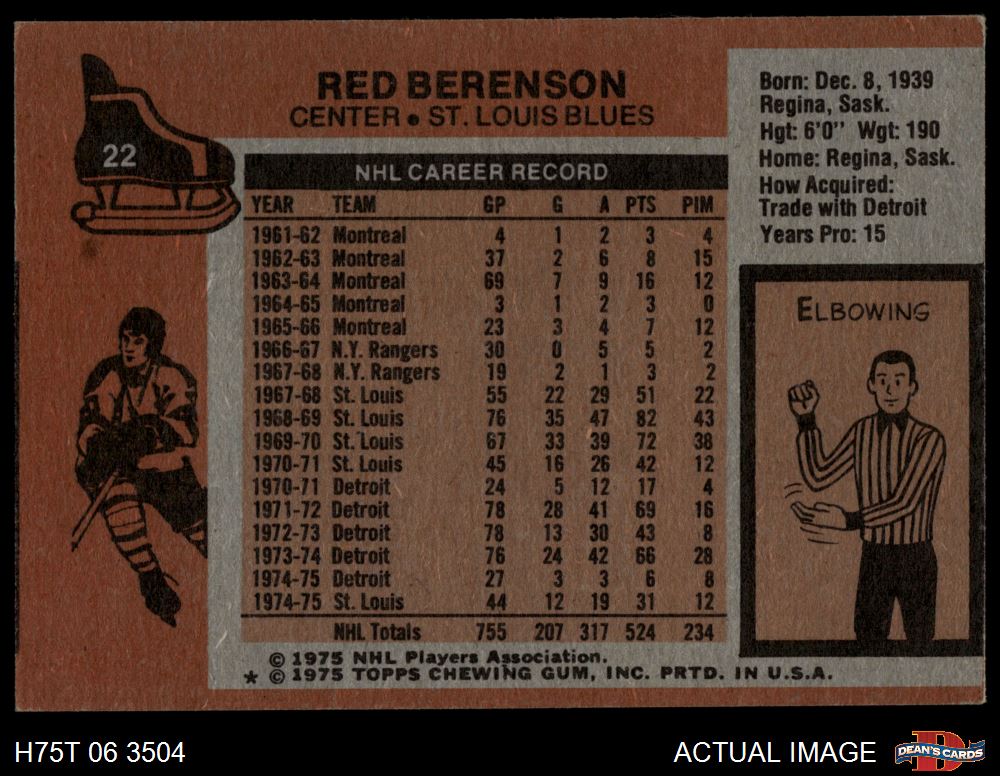 RED BERENSON
CENTER • ST. LOUIS BLUES
22
NHL CAREER RECORD
YEAR TEAM GP G A PTS PIM
1961-62 Montreal 4 1 2 3 4
1962-63 Montreal 37 2 6 8 15
1963-64 Montreal 69 7 9 16 12
1964-65 Montreal 3 1 2 3 0
1965-66 Montreal 23 3 4 7 12
1966-67 N.Y. Rangers 30 0 5 5 2
1967-68 N.Y. Rangers 19 2 1 3 2
1967-68 St. Louis 55 22 29 51 22
1968-69 St. Louis 76 35 47 82 43
1969-70 St. Louis 67 33 39 72 38
1970-71 St. Louis 45 16 26 42 12
1970-71 Detroit 24 5 12 17 4
1971-72 Detroit 78 28 41 69 16
1972-73 Detroit 78 13 30 43 8
1973-74 Detroit 76 24 42 66 28
1974-75 Detroit 27 3 3 6 8
1974-75 St. Louis 44 12 19 31 12
NHL Totals 755 207 317 524 234
© 1975 NHL Players Association.
* © 1975 TOPPS CHEWING GUM, INC. PRTD. IN U.S.A.
Born: Dec. 8, 1939
Regina, Sask.
Hgt: 6'0" Wgt: 190
Home: Regina, Sask.
How Acquired:
Trade with Detroit
Years Pro: 15
ELBOWING
H75T 06 3504
ACTUAL IMAGE
DEAN'S CARDS